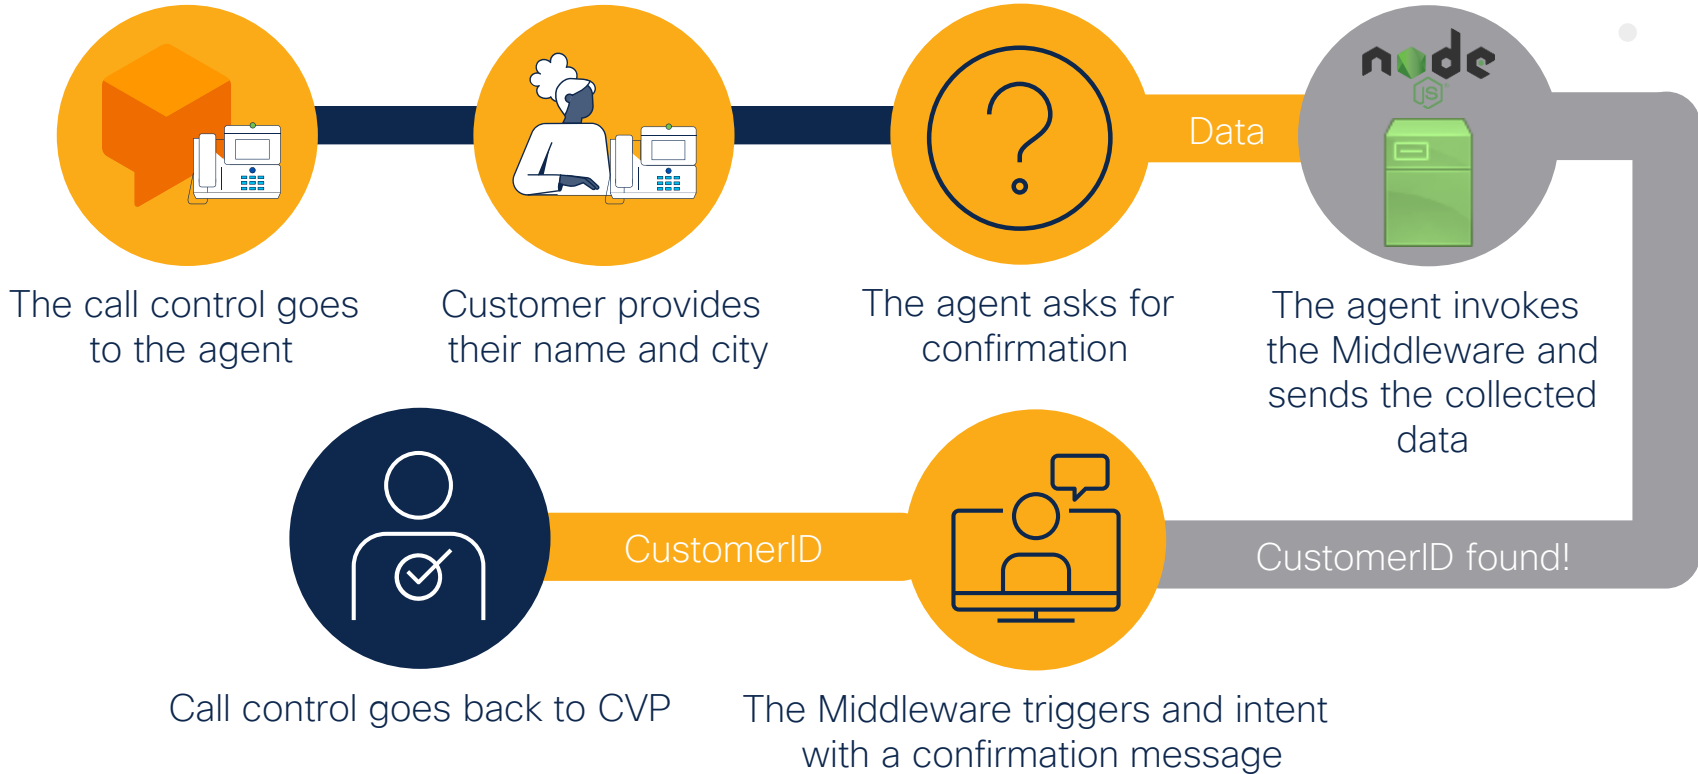 node
JS
Data
The call control goes
to the agent
Customer provides
their name and city
The agent asks for
confirmation
The agent invokes
the Middleware and
sends the collected
data
CustomerID
CustomerID found!
Call control goes back to CVP
The Middleware triggers and intent
with a confirmation message